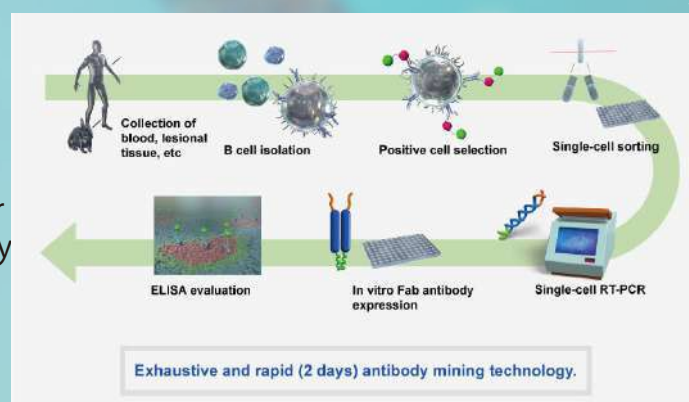 Collection of
blood, lesional
tissue, etc
B cell isolation
Positive cell selection
Single-cell sorting
r
y
ELISA evaluation
In vitro Fab antibody
expression
Single-cell RT-PCR
Exhaustive and rapid (2 days) antibody mining technology.